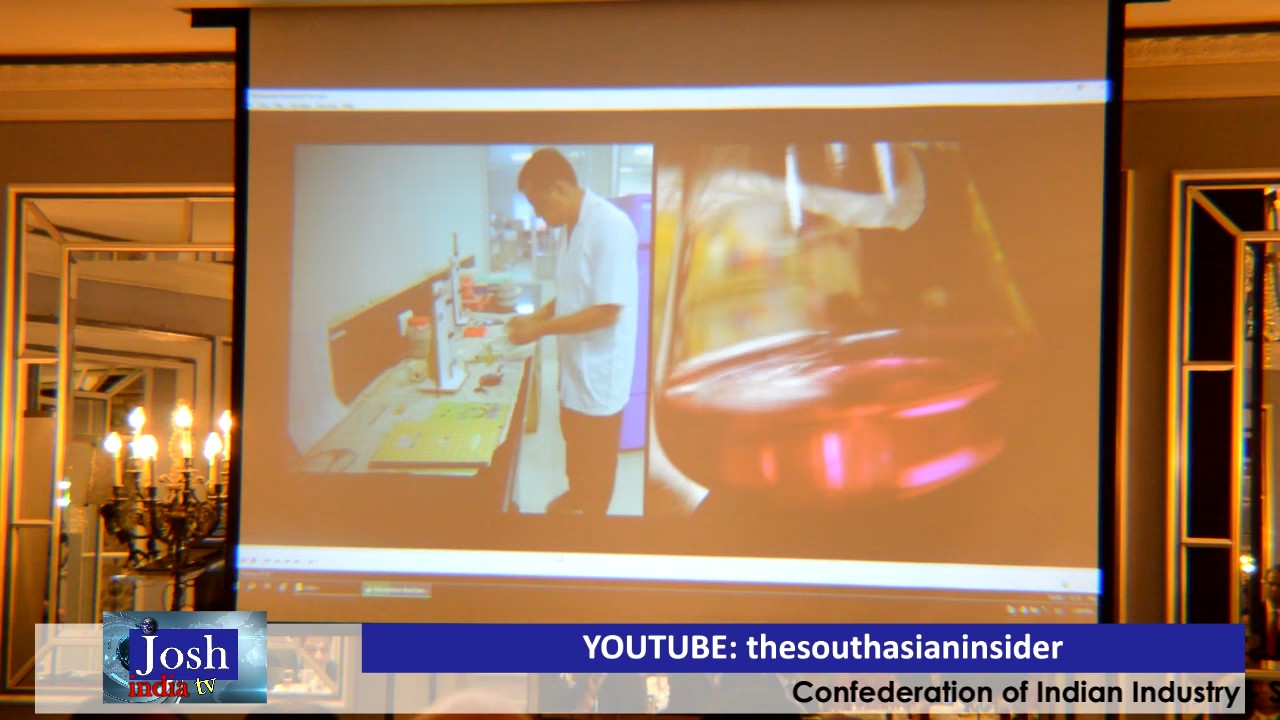 Josh
india tv
YOUTUBE: thesouthasianinsider
Confederation of Indian Industry